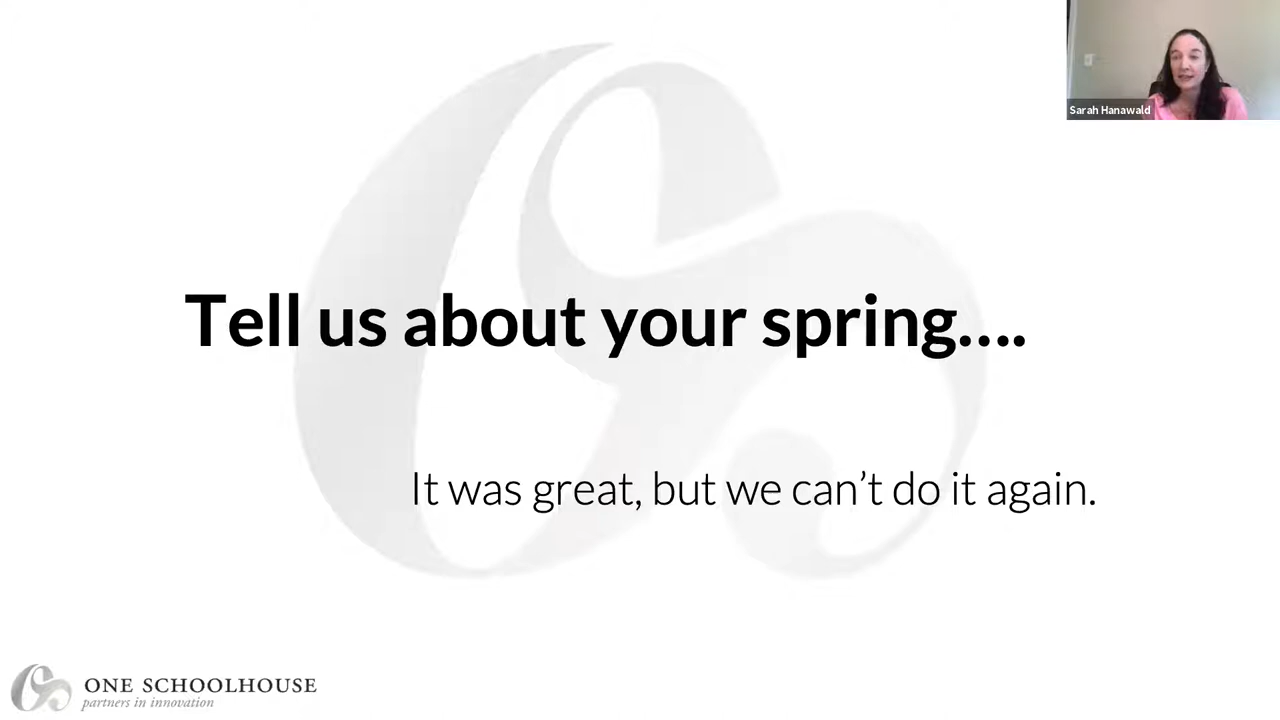 Sarah Hanawald
Tell us about your spring....
It was great, but we can't do it again.
ONE SCHOOLHOUSE
partners in innovation